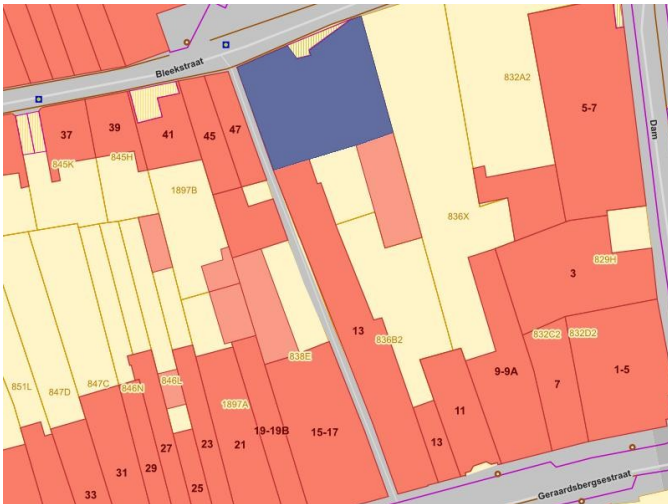 Bleekstraat
832A2
5-7
Dam
37
39
41
45
47
845K
845H
1897B
836X
829H
3
13
836B2
832C2
832D2
838E
9-9A
7
1-5
851L
847D
847C
846N
846L
1897A
11
13
15-17
19-19B
21
23
25
27
29
31
33
Geraardsbergsestraat